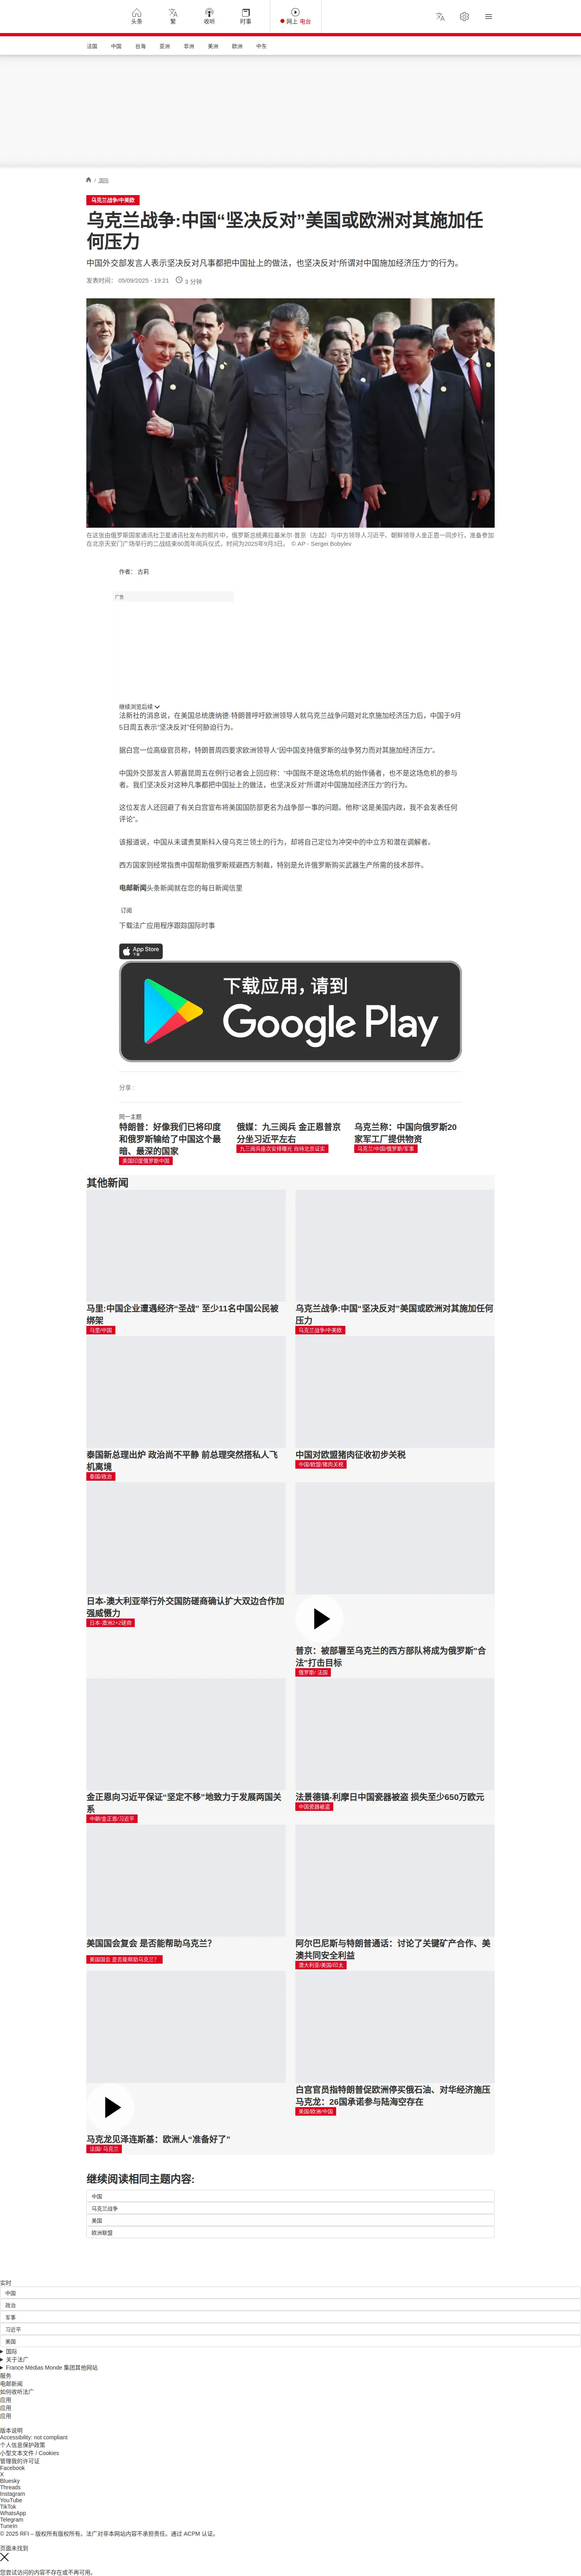 头条
繁
收听
时事
网上 电台
法国
中国
台海
亚洲
非洲
美洲
欧洲
中东
/ 国际
乌克兰战争/中美欧
乌克兰战争:中国“坚决反对”美国或欧洲对其施加任
何压力
中国外交部发言人表示坚决反对凡事都把中国扯上的做法，也坚决反对“所谓对中国施加经济压力”的行为。
发表时间： 05/09/2025 - 19:21
3 分钟
在这张由俄罗斯国家通讯社卫星通讯社发布的照片中，俄罗斯总统弗拉基米尔·普京（左起）与中方领导人习近平、朝鲜领导人金正恩一同步行，准备参加
在北京天安门广场举行的二战结束80周年阅兵仪式，时间为2025年9月3日。 © AP - Sergei Bobylev
作者： 古莉
广告
继续浏览后续
法新社的消息说，在美国总统唐纳德·特朗普呼吁欧洲领导人就乌克兰战争问题对北京施加经济压力后，中国于9月
5日周五表示“坚决反对”任何胁迫行为。
据白宫一位高级官员称，特朗普周四要求欧洲领导人“因中国支持俄罗斯的战争努力而对其施加经济压力”。
中国外交部发言人郭嘉昆周五在例行记者会上回应称：“中国既不是这场危机的始作俑者，也不是这场危机的参与
者。我们坚决反对这种凡事都把中国扯上的做法，也坚决反对“所谓对中国施加经济压力”的行为。
这位发言人还回避了有关白宫宣布将美国国防部更名为战争部一事的问题。他称“这是美国内政，我不会发表任何
评论”。
该报道说，中国从未谴责莫斯科入侵乌克兰领土的行为，却将自己定位为冲突中的中立方和潜在调解者。
西方国家则经常指责中国帮助俄罗斯规避西方制裁，特别是允许俄罗斯购买武器生产所需的技术部件。
电邮新闻头条新闻就在您的每日新闻信里
订阅
下载法广应用程序跟踪国际时事
App Store
下载
下载应用，请到
Google Play
分享 :
同一主题
特朗普：好像我们已将印度
和俄罗斯输给了中国这个最
暗、最深的国家
美国印度俄罗斯中国
俄媒：九三阅兵 金正恩普京
分坐习近平左右
九三阅兵座次安排曝光 尚待北京证实
乌克兰称：中国向俄罗斯20
家军工厂提供物资
乌克兰/中国/俄罗斯/军事
其他新闻
马里:中国企业遭遇经济“圣战” 至少11名中国公民被
绑架
马里/中国
乌克兰战争:中国“坚决反对”美国或欧洲对其施加任何
压力
乌克兰战争/中美欧
泰国新总理出炉 政治尚不平静 前总理突然搭私人飞
机离境
泰国/政治
中国对欧盟猪肉征收初步关税
中国/欧盟/猪肉关税
日本-澳大利亚举行外交国防磋商确认扩大双边合作加
强威慑力
日本-澳洲2+2磋商
普京：被部署至乌克兰的西方部队将成为俄罗斯“合
法”打击目标
俄罗斯/ 法国
金正恩向习近平保证“坚定不移”地致力于发展两国关
系
中朝/金正恩/习近平
法景德镇-利摩日中国瓷器被盗 损失至少650万欧元
中国瓷器被盗
美国国会复会 是否能帮助乌克兰？
美国国会 是否能帮助乌克兰？
阿尔巴尼斯与特朗普通话：讨论了关键矿产合作、美
澳共同安全利益
澳大利亚/美国/印太
马克龙见泽连斯基：欧洲人“准备好了”
法国/ 乌克兰
白宫官员指特朗普促欧洲停买俄石油、对华经济施压
马克龙：26国承诺参与陆海空存在
美国/欧洲/中国
继续阅读相同主题内容:
中国
乌克兰战争
美国
欧洲联盟
实时
中国
政治
军事
习近平
美国
国际
关于法广
France Médias Monde 集团其他网站
服务
电邮新闻
如何收听法广
应用
应用
应用
版本说明
Accessibility: not compliant
个人信息保护政策
小型文本文件 / Cookies
管理我的许可证
Facebook
X
Bluesky
Threads
Instagram
YouTube
TikTok
WhatsApp
Telegram
TuneIn
© 2025 RFI – 版权所有版权所有。法广对非本网站内容不承担责任。通过 ACPM 认证。
页面未找到
您尝试访问的内容不存在或不再可用。